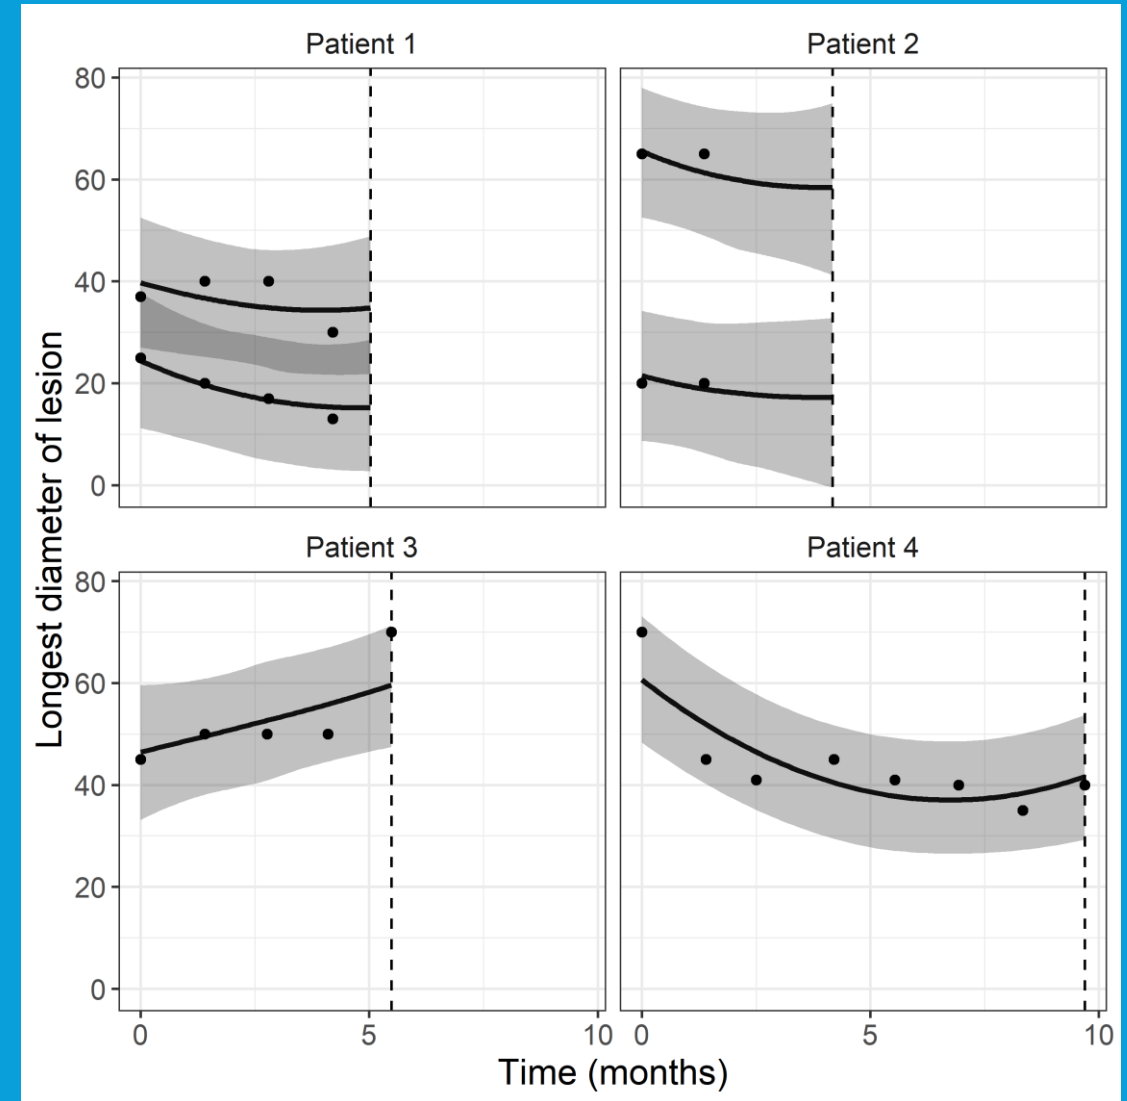 Patient 1
Patient 2
80
60
40
20
0
Patient 3
Patient 4
80
60
40
20
0
0 5 10 0 5 10
Longest diameter of lesion
Time (months)